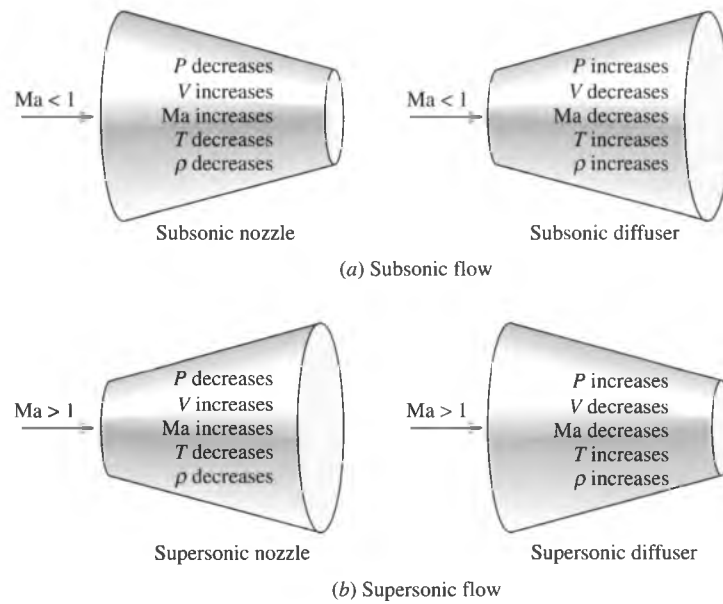 P decreases
V increases
Ma < 1
Ma increases
T decreases
ρ decreases
Subsonic nozzle
P increases
V decreases
Ma < 1
Ma decreases
T increases
ρ increases
Subsonic diffuser
(a) Subsonic flow
P decreases
V increases
Ma > 1
Ma increases
T decreases
ρ decreases
Supersonic nozzle
P increases
V decreases
Ma > 1
Ma decreases
T increases
ρ increases
Supersonic diffuser
(b) Supersonic flow